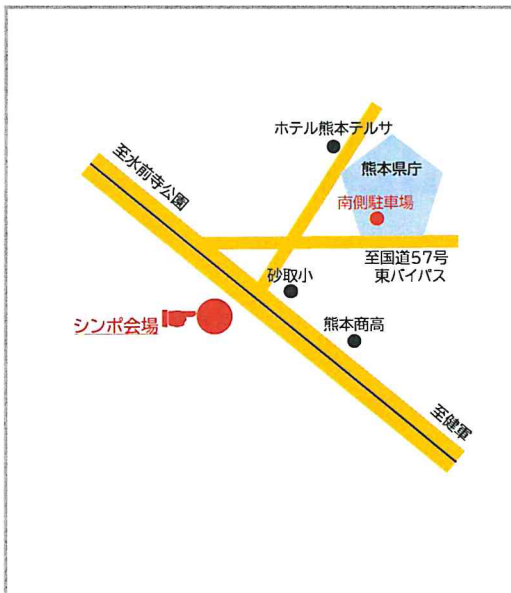 ホテル熊本テルサ
至水前寺公園
熊本県庁
南側駐車場
至国道57号
東バイパス
砂取小
シンポ会場
熊本商高
至健軍